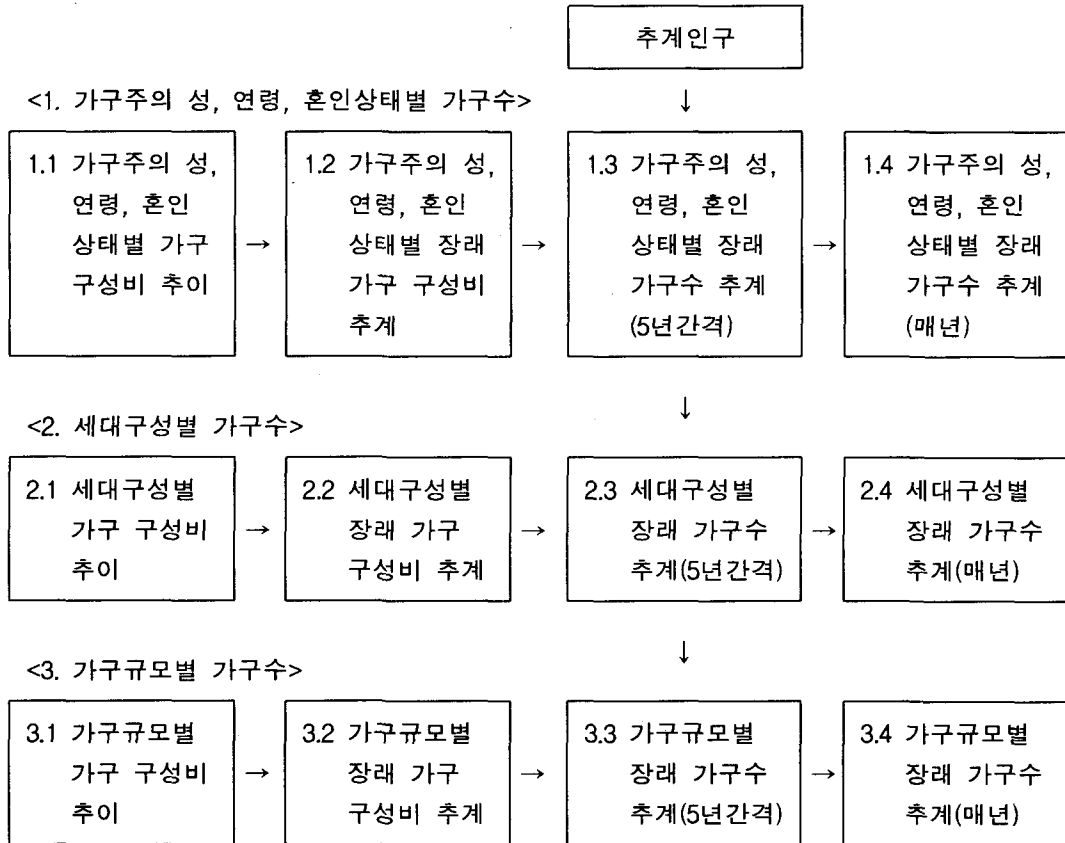 추계인구
<1. 가구주의 성, 연령, 혼인상태별 가구수>
↓
1.1 가구주의 성,
연령, 혼인
상태별 가구
구성비 추이
→
1.2 가구주의 성,
연령, 혼인
상태별 장래
가구 구성비
추계
→
1.3 가구주의 성,
연령, 혼인
상태별 장래
가구수 추계
(5년간격)
→
1.4 가구주의 성,
연령, 혼인
상태별 장래
가구수 추계
(매년)
↓
<2. 세대구성별 가구수>
2.1 세대구성별
가구 구성비
추이
→
2.2 세대구성별
장래 가구
구성비 추계
→
2.3 세대구성별
장래 가구수
추계(5년간격)
→
2.4 세대구성별
장래 가구수
추계(매년)
↓
<3. 가구규모별 가구수>
3.1 가구규모별
가구 구성비
추이
→
3.2 가구규모별
장래 가구
구성비 추계
→
3.3 가구규모별
장래 가구수
추계(5년간격)
→
3.4 가구규모별
장래 가구수
추계(매년)